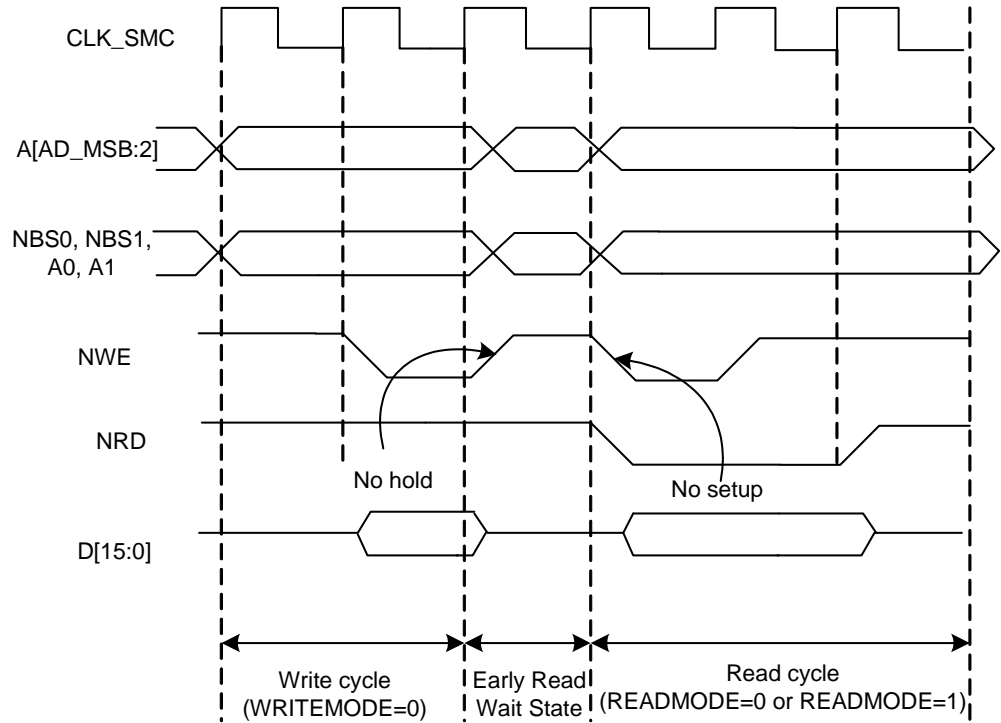 CLK_SMC
A[AD_MSB:2]
NBS0, NBS1,
A0, A1
NWE
NRD
No hold
No setup
D[15:0]
Write cycle
(WRITEMODE=0)
Early Read
Wait State
Read cycle
(READMODE=0 or READMODE=1)